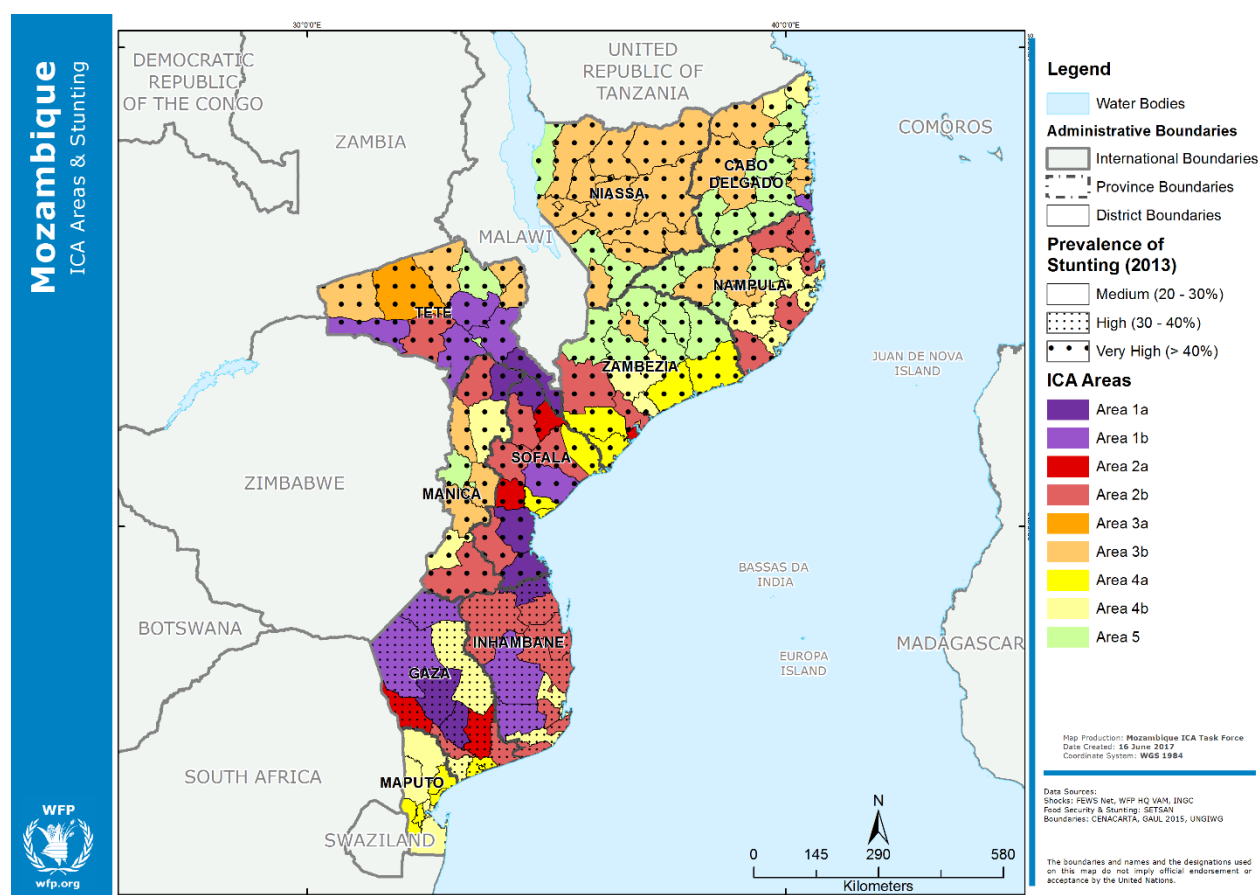 Mozambique
ICA Areas & Stunting
WFP
wfp.org
30°0'0"E
40°0'0"E
DEMOCRATIC
REPUBLIC
OF THE CONGO
UNITED
REPUBLIC OF
TANZANIA
ZAMBIA
COMOROS
MALAWI
CABO
DELGADO
NIASSA
NAMPULA
TETE
ZAMBEZIA
JUAN DE NOVA
ISLAND
SOFALA
ZIMBABWE
MANICA
BASSAS DA
INDIA
BOTSWANA
INHAMBANE
MADAGASCAR
EUROPA
ISLAND
GAZA
SOUTH AFRICA
MAPUTO
SWAZILAND
N
0 145 290 580
Kilometers
Legend
Water Bodies
Administrative Boundaries
International Boundaries
Province Boundaries
District Boundaries
Prevalence of
Stunting (2013)
Medium (20 - 30%)
High (30 - 40%)
Very High (> 40%)
ICA Areas
Area 1a
Area 1b
Area 2a
Area 2b
Area 3a
Area 3b
Area 4a
Area 4b
Area 5
Map Production: Mozambique ICA Task Force
Date Created: 16 June 2017
Coordinate System: WGS 1984
Data Sources:
Shocks: FEWS Net, WFP HQ VAM, INGC
Food Security & Stunting: SETSAN
Boundaries: CENACARTA, GAUL 2015, UNGIWG
The boundaries and names and the designations used
on this map do not imply official endorsement or
acceptance by the United Nations.